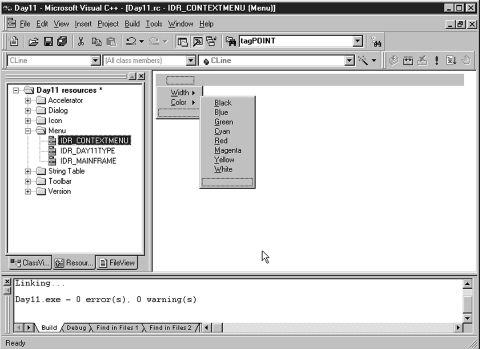 Day11 - Microsoft Visual C++ - [Day11.rc - IDR_CONTEXTMENU (Menu)]
File Edit View Insert Project Build Tools Window Help
tagPOINT
CLine (All class members) CLine
Day11 resources *
Accelerator
Dialog
Icon
Menu
IDR_CONTEXTMENU
IDR_DAY11TYPE
IDR_MAINFRAME
String Table
Toolbar
Version
Width
Color
Black
Blue
Green
Cyan
Red
Magenta
Yellow
White
ClassVi... Resour... FileView
Linking...
Day11.exe - 0 error(s), 0 warning(s)
Build Debug Find in Files 1 Find in Files 2
Ready